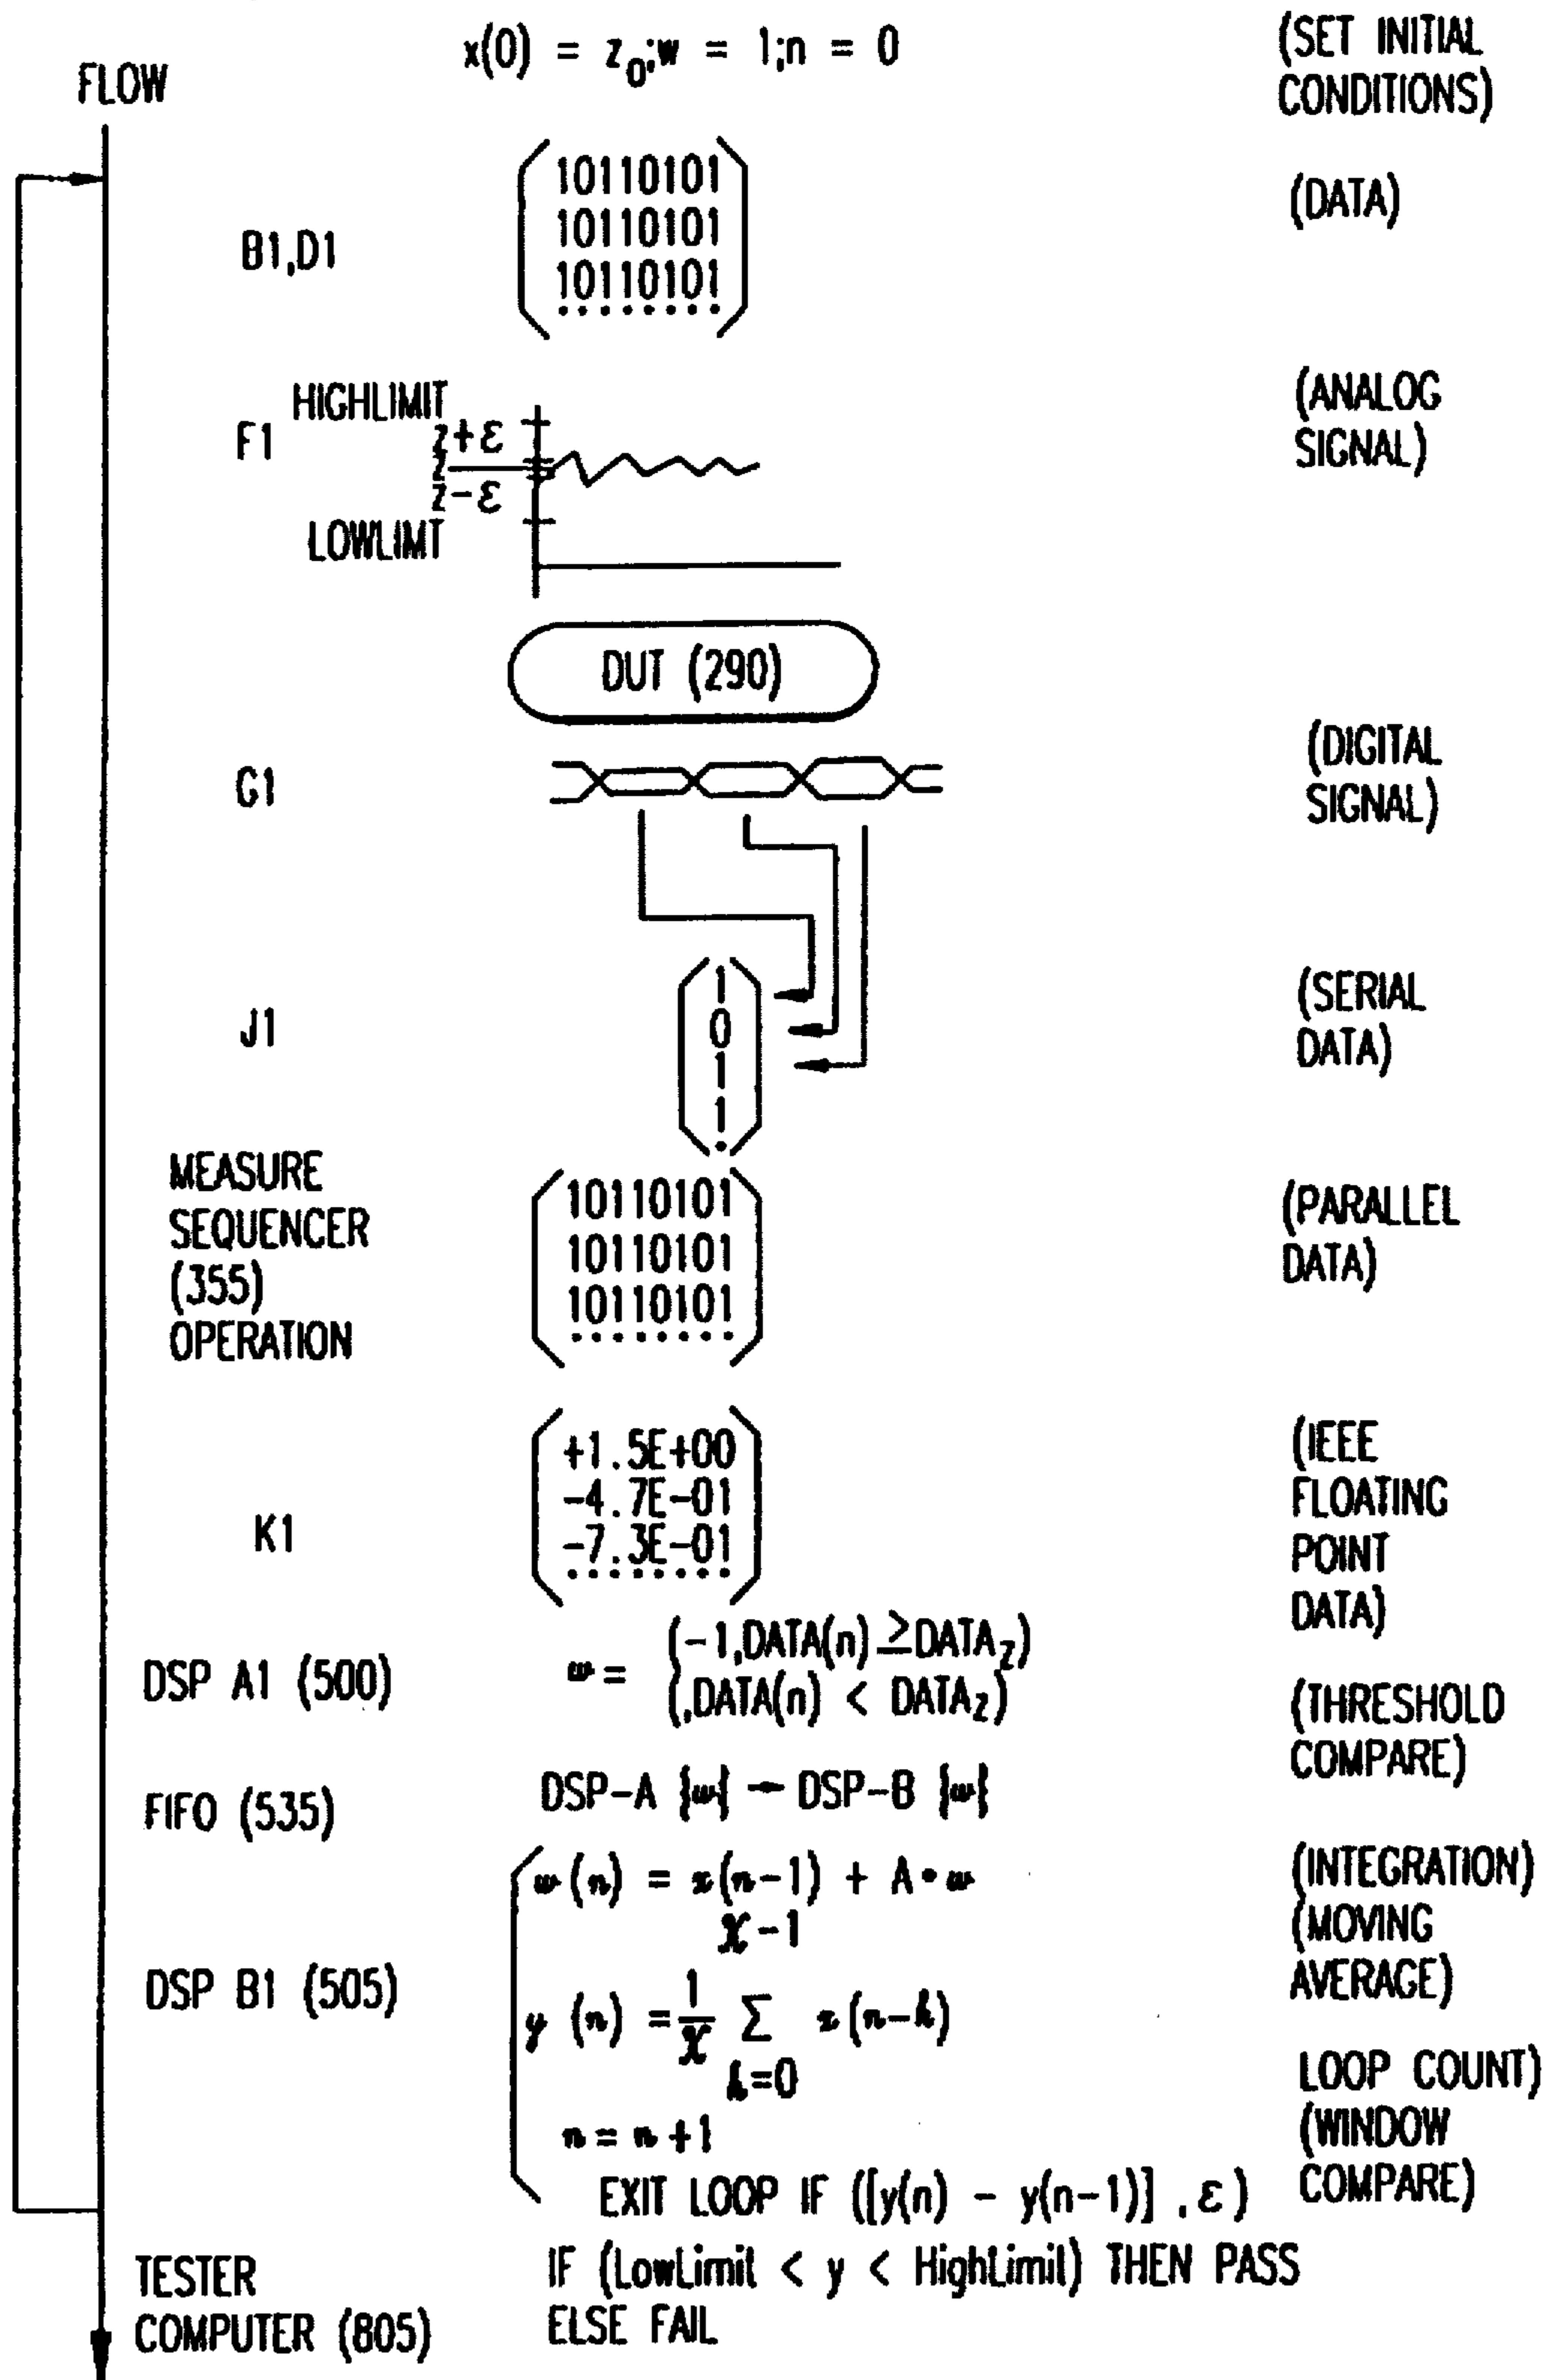 x(0) = z₀;w = 1;n = 0
(SET INITIAL
CONDITIONS)
FLOW
B1,D1
10110101
10110101
10110101
........
(DATA)
F1
HIGHLIMIT
z+ε
z
z-ε
LOWLIMT
(ANALOG
SIGNAL)
DUT (290)
G1
(DIGITAL
SIGNAL)
J1
1
0
1
1
.
(SERIAL
DATA)
MEASURE
SEQUENCER
(355)
OPERATION
10110101
10110101
10110101
........
(PARALLEL
DATA)
K1
+1.5E+00
-4.7E-01
-7.3E-01
........
(IEEE
FLOATING
POINT
DATA)
DSP A1 (500)
w = (-1,DATA(n) ≥ DATAz)
(,DATA(n) < DATAz)
(THRESHOLD
COMPARE)
FIFO (535)
DSP-A {w} → DSP-B {w}
DSP B1 (505)
w(n) = x(n-1) + A•w
(INTEGRATION)
X-1
(MOVING
AVERAGE)
y (n) = 1/X Σ x(n-k)
k=0
LOOP COUNT)
n = n+1
(WINDOW
COMPARE)
EXIT LOOP IF ([y(n) - y(n-1)] , ε)
TESTER
COMPUTER (805)
IF (LowLimit < y < HighLimit) THEN PASS
ELSE FAIL